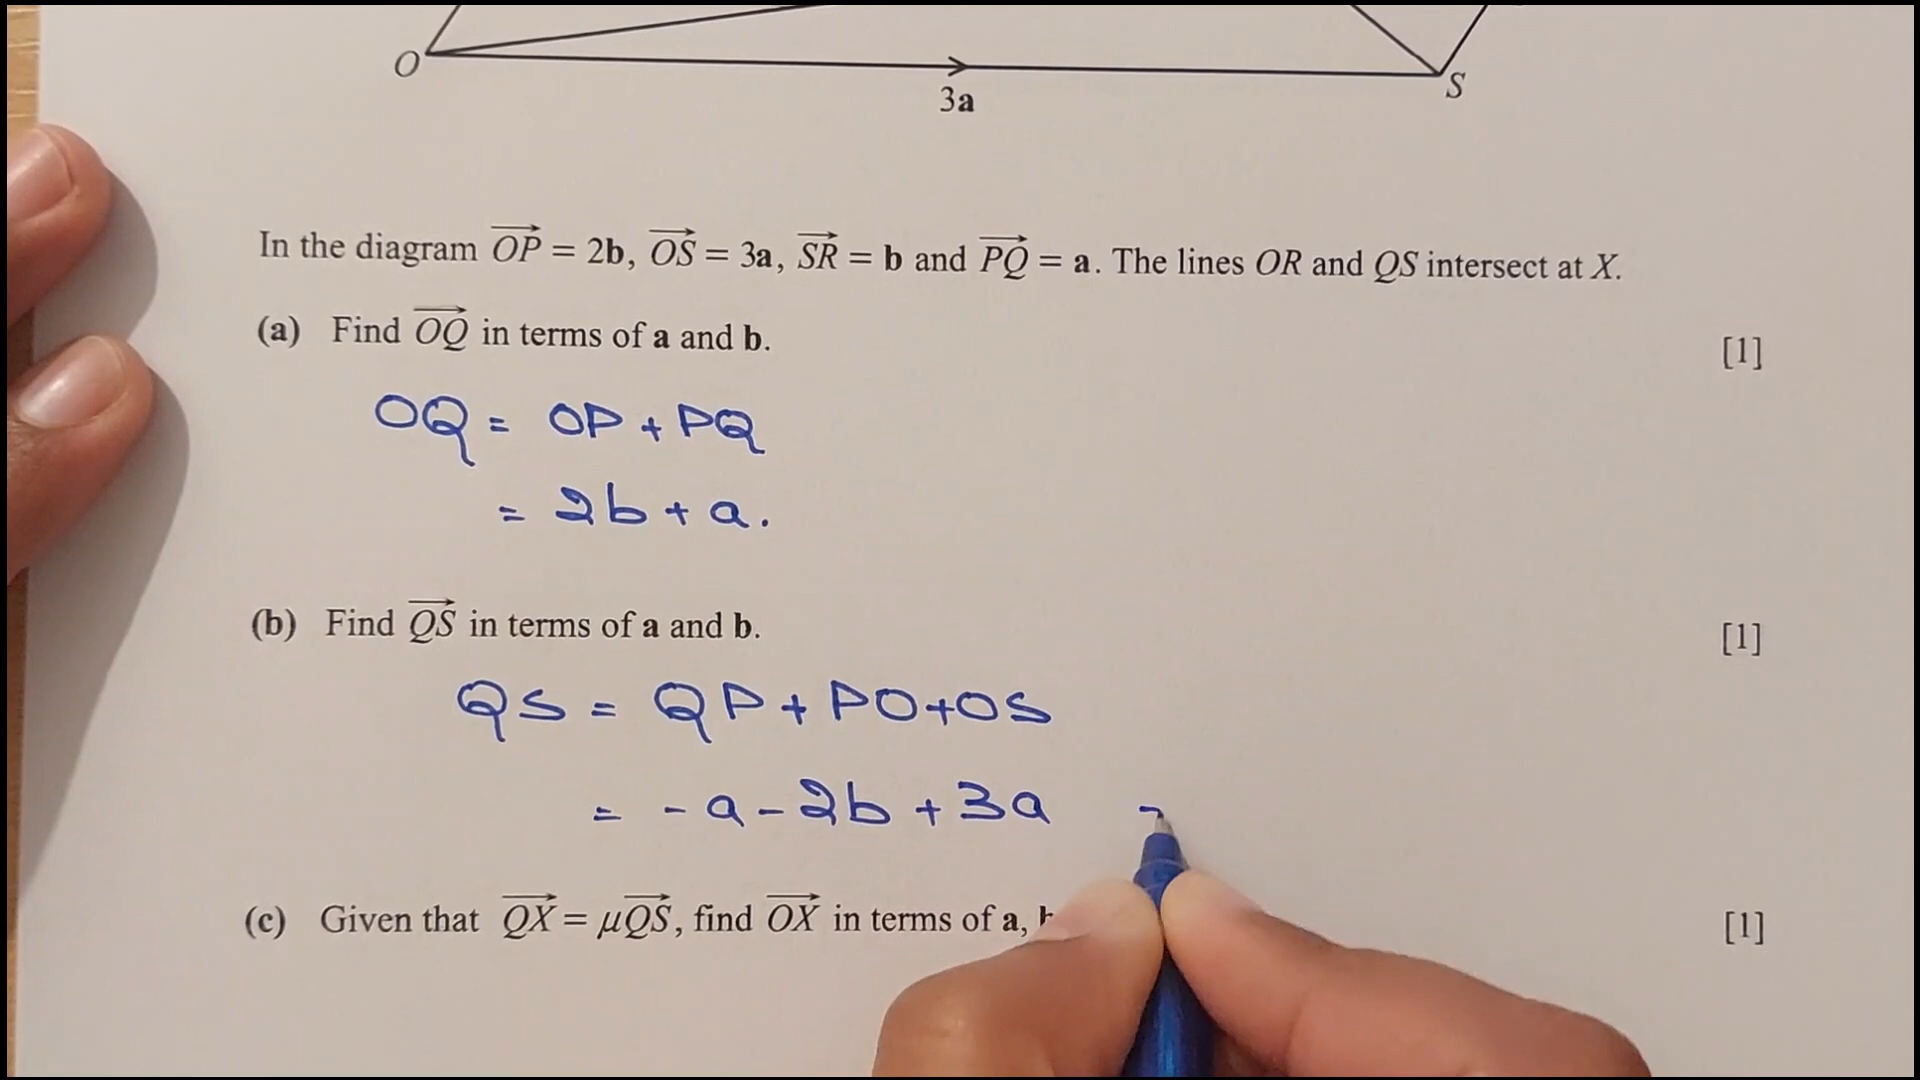 O
S
3a
In the diagram OP = 2b, OS = 3a, SR = b and PQ = a. The lines OR and QS intersect at X.
(a) Find OQ in terms of a and b. [1]
OQ = OP + PQ
= 2b + a.
(b) Find QS in terms of a and b. [1]
QS = QP + PO + OS
= - a - 2b + 3a
(c) Given that QX = μQS, find OX in terms of a, [1]